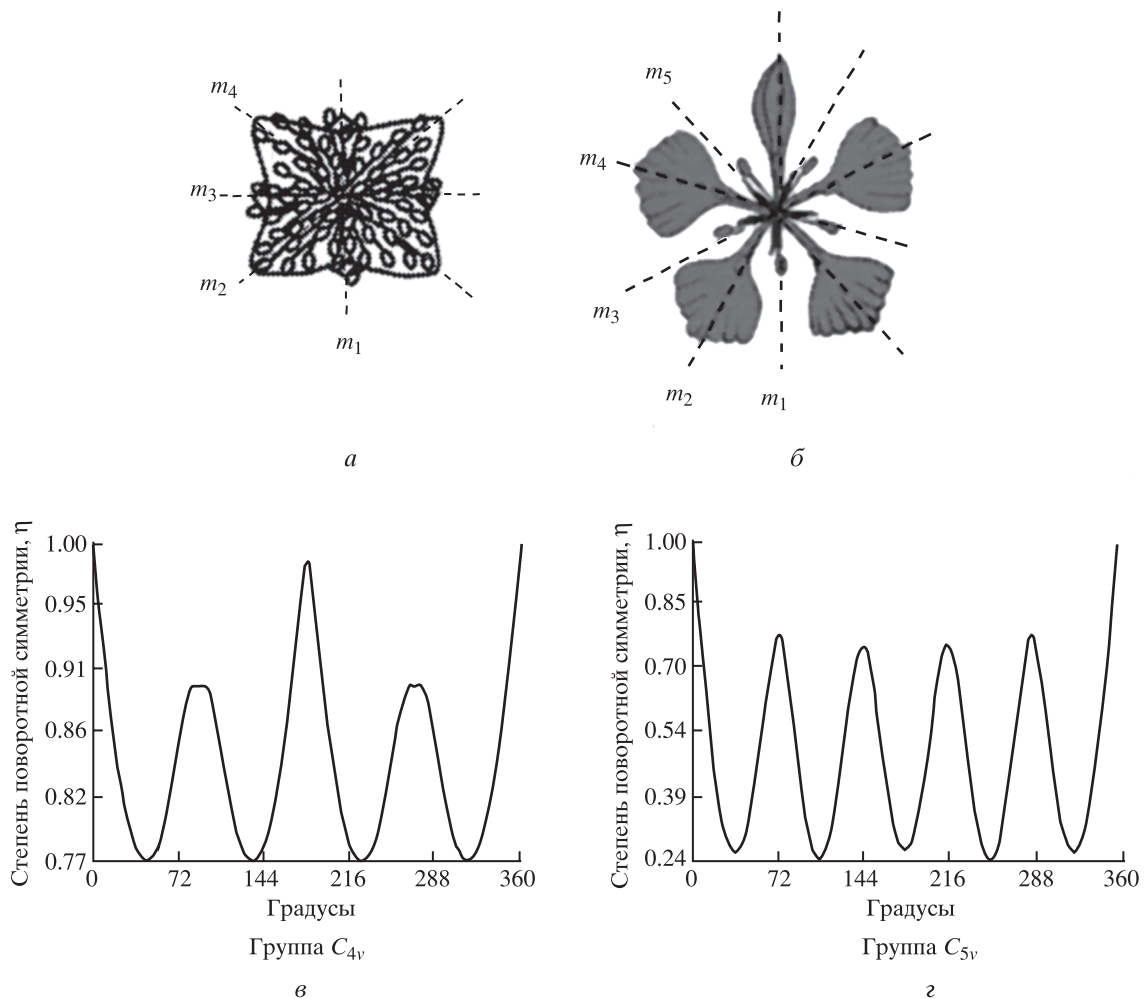 m4
m3
m2
m1
а
m5
m4
m3
m2
m1
б
Степень поворотной симметрии, η
1.00
0.95
0.91
0.86
0.82
0.77
0 72 144 216 288 360
Градусы
Группа C4v
в
Степень поворотной симметрии, η
1.00
0.85
0.70
0.54
0.39
0.24
0 72 144 216 288 360
Градусы
Группа C5v
г